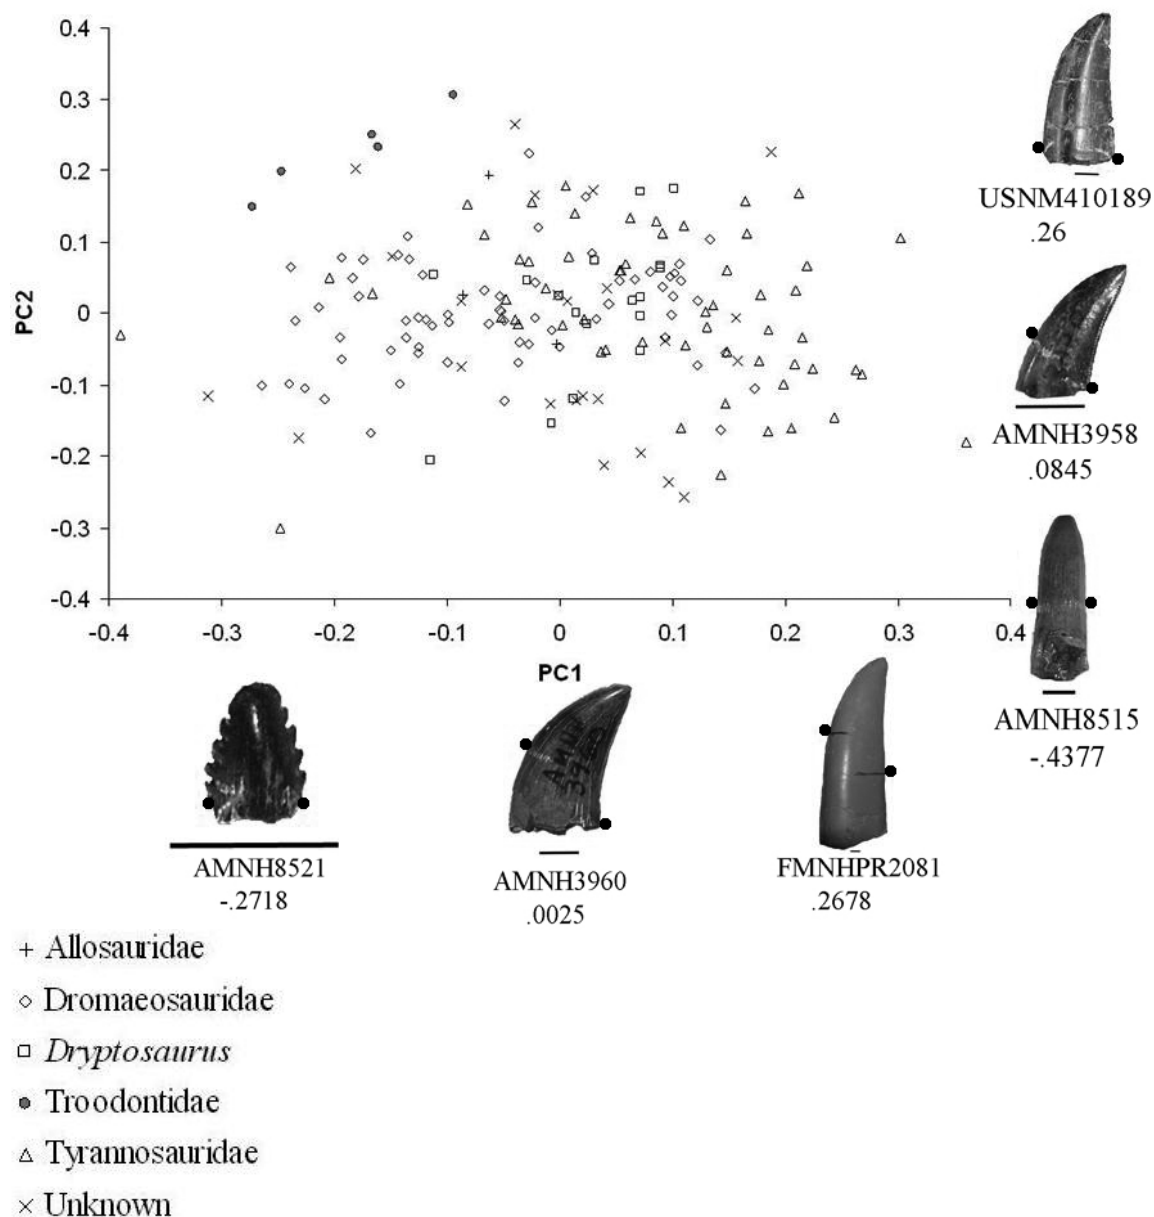 0.4
0.3
0.2
0.1
0
-0.1
-0.2
-0.3
-0.4
PC2
-0.4
-0.3
-0.2
-0.1
0
0.1
0.2
0.3
0.4
PC1
USNM410189
.26
AMNH3958
.0845
AMNH8515
-.4377
AMNH8521
-.2718
AMNH3960
.0025
FMNHPR2081
.2678
+ Allosauridae
◇ Dromaeosauridae
□ Dryptosaurus
● Troodontidae
△ Tyrannosauridae
× Unknown